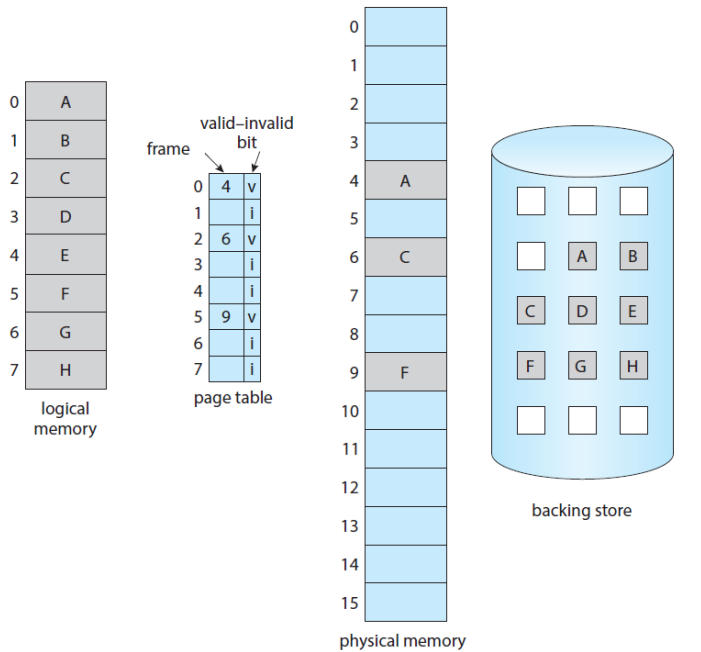 0 A
1 B
2 C
3 D
4 E
5 F
6 G
7 H
logical
memory
valid–invalid
bit
frame
0 4 v
1 i
2 6 v
3 i
4 i
5 9 v
6 i
7 i
page table
0
1
2
3
4 A
5
6 C
7
8
9 F
10
11
12
13
14
15
physical memory
A B
C D E
F G H
backing store